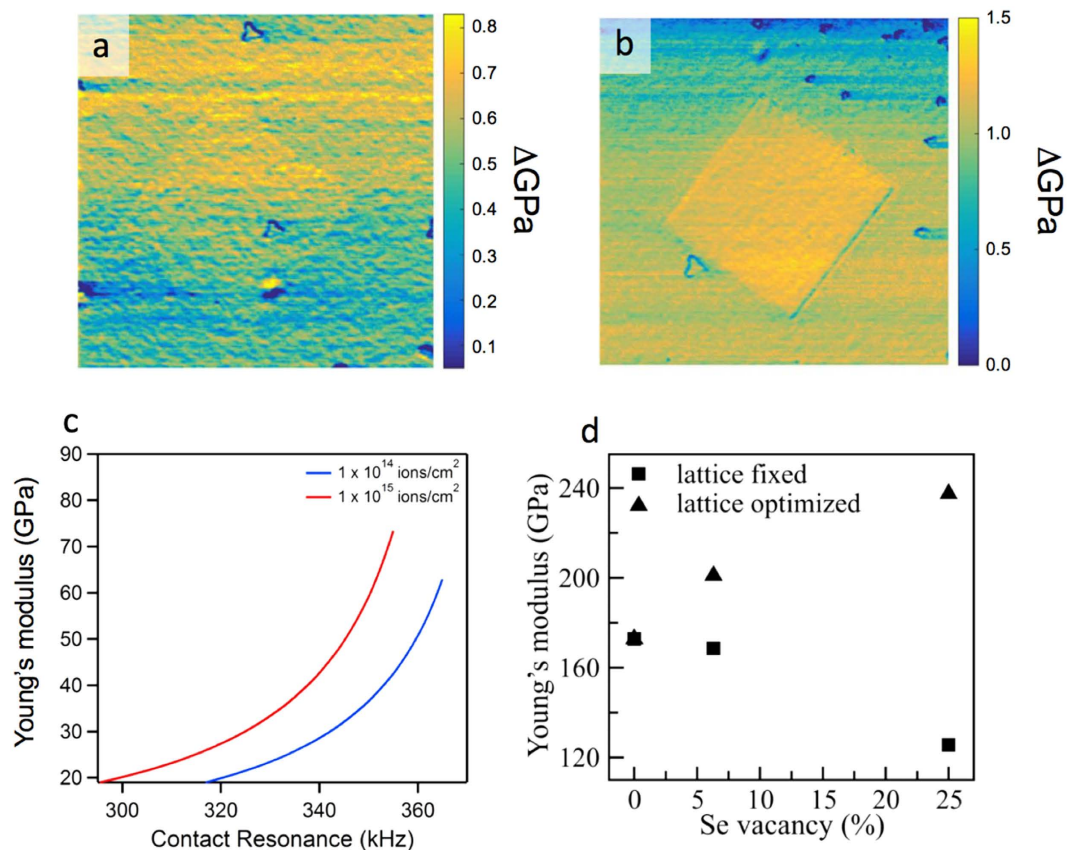 a
0.8
0.7
0.6
0.5
0.4
0.3
0.2
0.1
ΔGPa
b
1.5
1.0
0.5
0.0
ΔGPa
c
90
80
70
60
50
40
30
20
Young's modulus (GPa)
1 x 10¹⁴ ions/cm²
1 x 10¹⁵ ions/cm²
300 320 340 360
Contact Resonance (kHz)
d
lattice fixed
lattice optimized
240
200
160
120
Young's modulus (GPa)
0 5 10 15 20 25
Se vacancy (%)